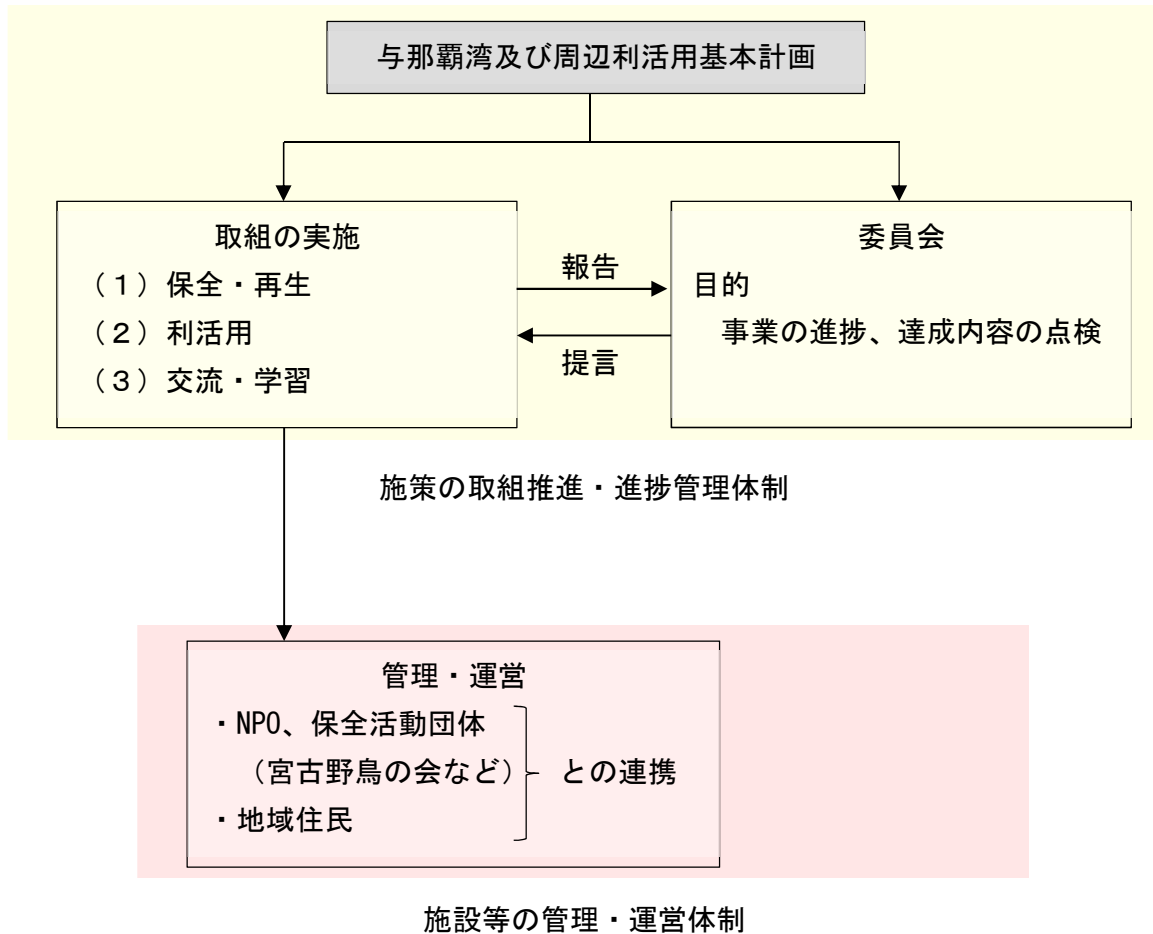 与那覇湾及び周辺利活用基本計画
取組の実施
（１）保全・再生
（２）利活用
（３）交流・学習
報告
提言
委員会
目的
事業の進捗、達成内容の点検
施策の取組推進・進捗管理体制
管理・運営
・NPO、保全活動団体
（宮古野鳥の会など）
・地域住民
との連携
施設等の管理・運営体制